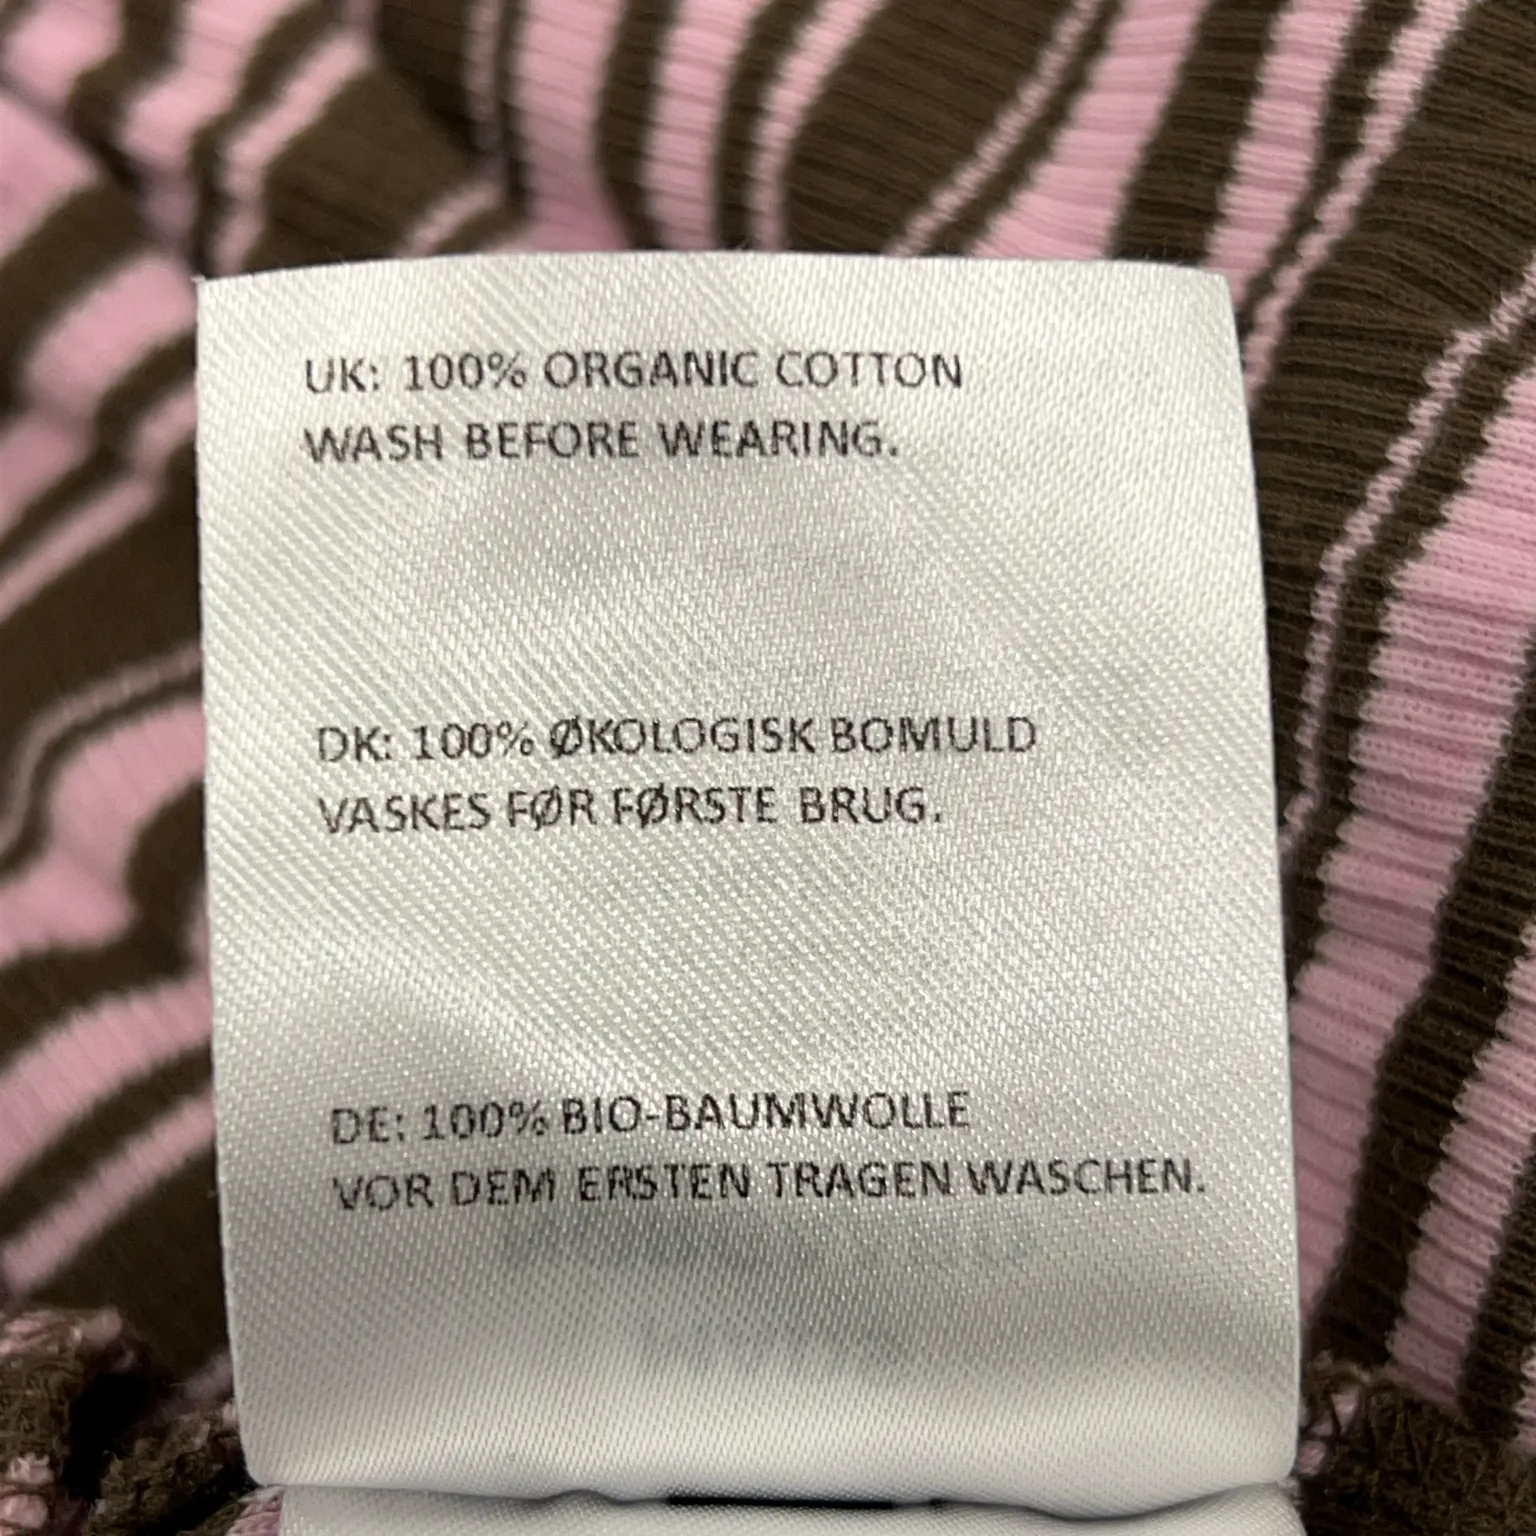 UK: 100% ORGANIC COTTON
WASH BEFORE WEARING.
DK: 100% ØKOLOGISK BOMULD
VASKES FØR FØRSTE BRUG.
DE: 100% BIO-BAUMWOLLE
VOR DEM ERSTEN TRAGEN WASCHEN.